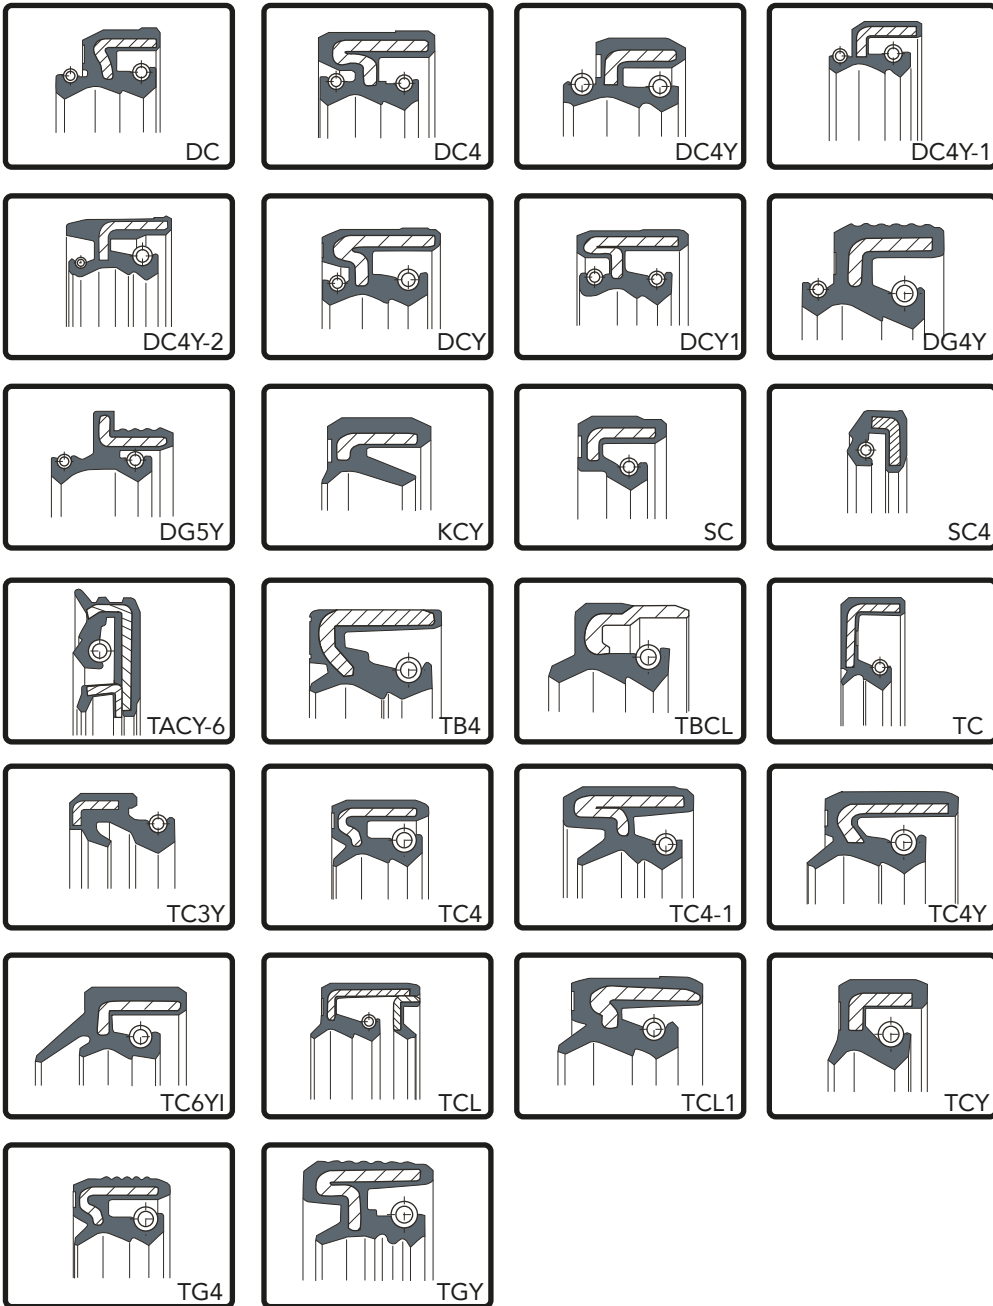 DC
DC4
DC4Y
DC4Y-1
DC4Y-2
DCY
DCY1
DG4Y
DG5Y
KCY
SC
SC4
TACY-6
TB4
TBCL
TC
TC3Y
TC4
TC4-1
TC4Y
TC6YI
TCL
TCL1
TCY
TG4
TGY